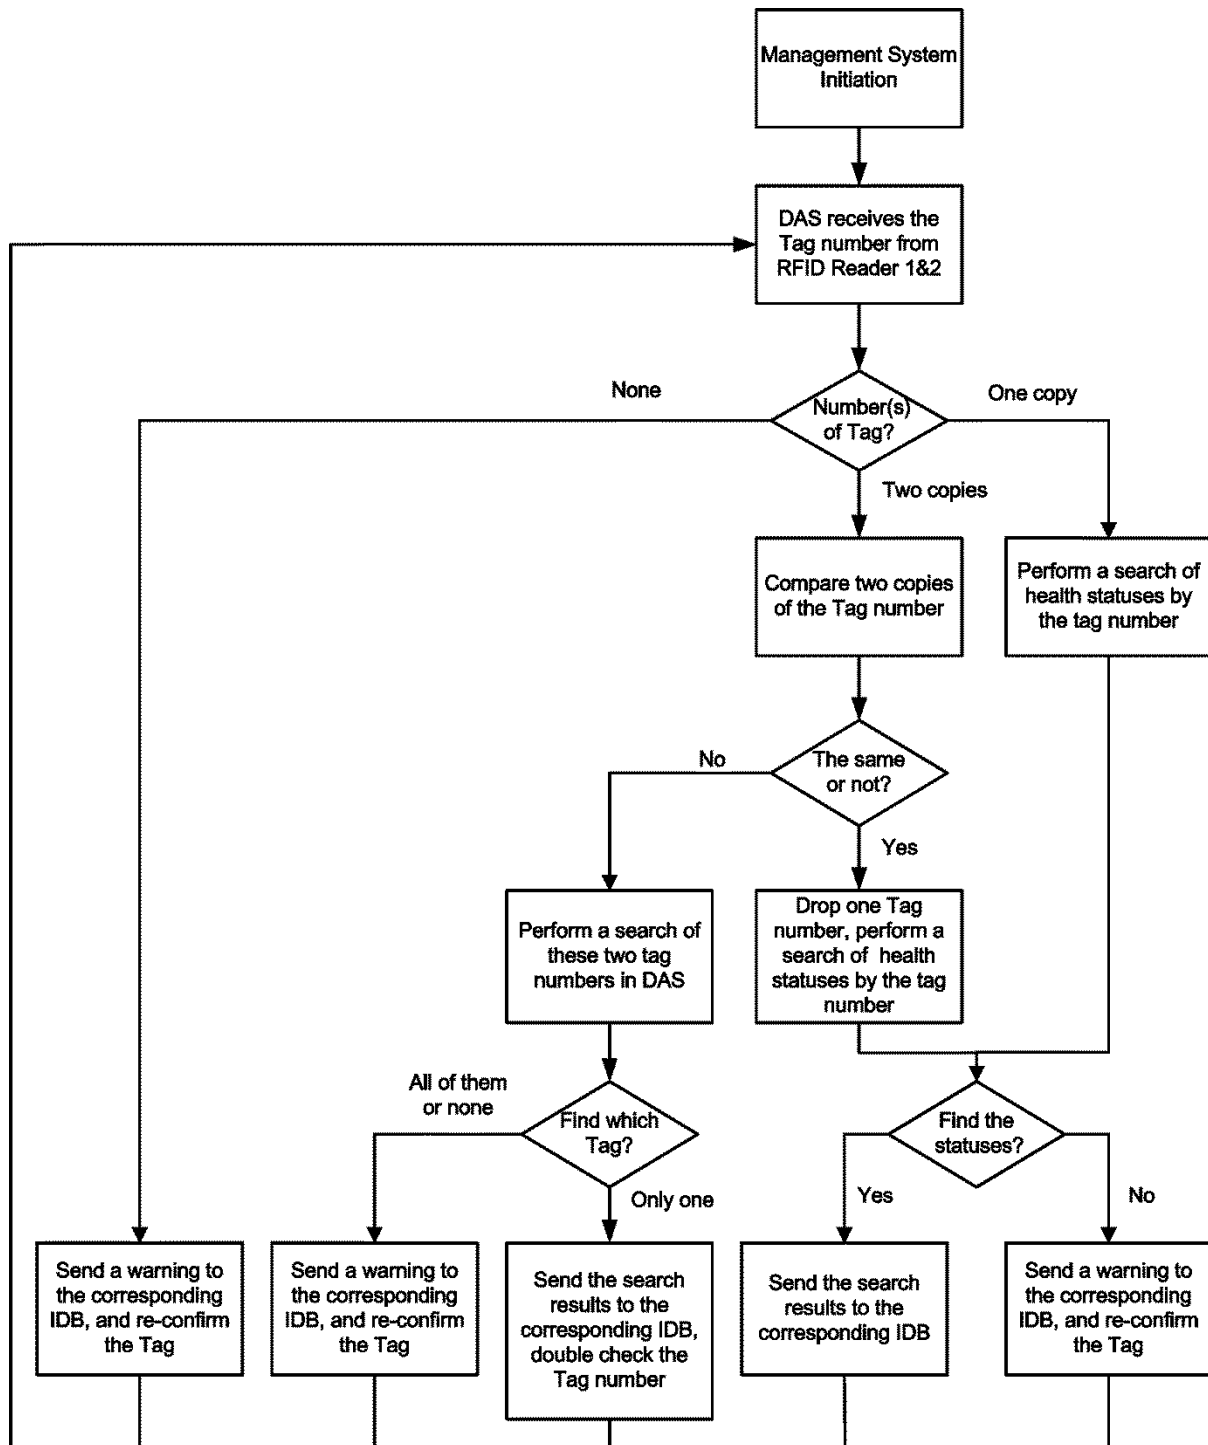 Management System
Initiation
DAS receives the
Tag number from
RFID Reader 1&2
None
Number(s)
of Tag?
One copy
Two copies
Compare two copies
of the Tag number
Perform a search of
health statuses by
the tag number
No
The same
or not?
Yes
Perform a search of
these two tag
numbers in DAS
Drop one Tag
number, perform a
search of health
statuses by the tag
number
All of them
or none
Find which
Tag?
Only one
Find the
statuses?
Yes
No
Send a warning to
the corresponding
IDB, and re-confirm
the Tag
Send a warning to
the corresponding
IDB, and re-confirm
the Tag
Send the search
results to the
corresponding IDB,
double check the
Tag number
Send the search
results to the
corresponding IDB
Send a warning to
the corresponding
IDB, and re-confirm
the Tag